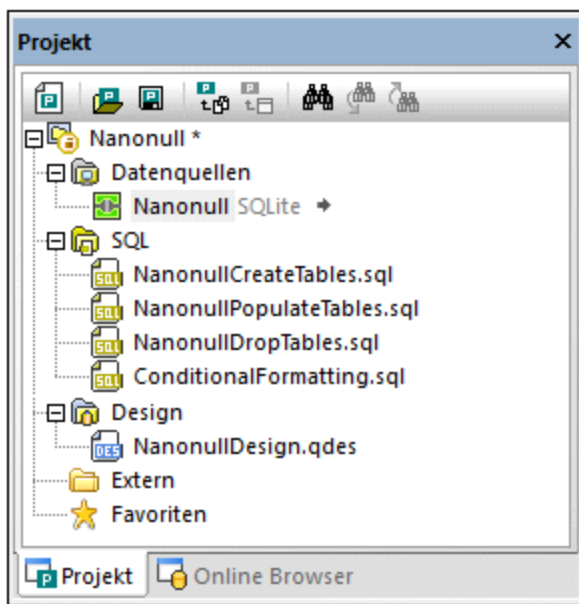 Projekt
Nanonull *
Datenquellen
Nanonull SQLite
SQL
NanonullCreateTables.sql
NanonullPopulateTables.sql
NanonullDropTables.sql
ConditionalFormatting.sql
Design
NanonullDesign.qdes
Extern
Favoriten
Projekt Online Browser